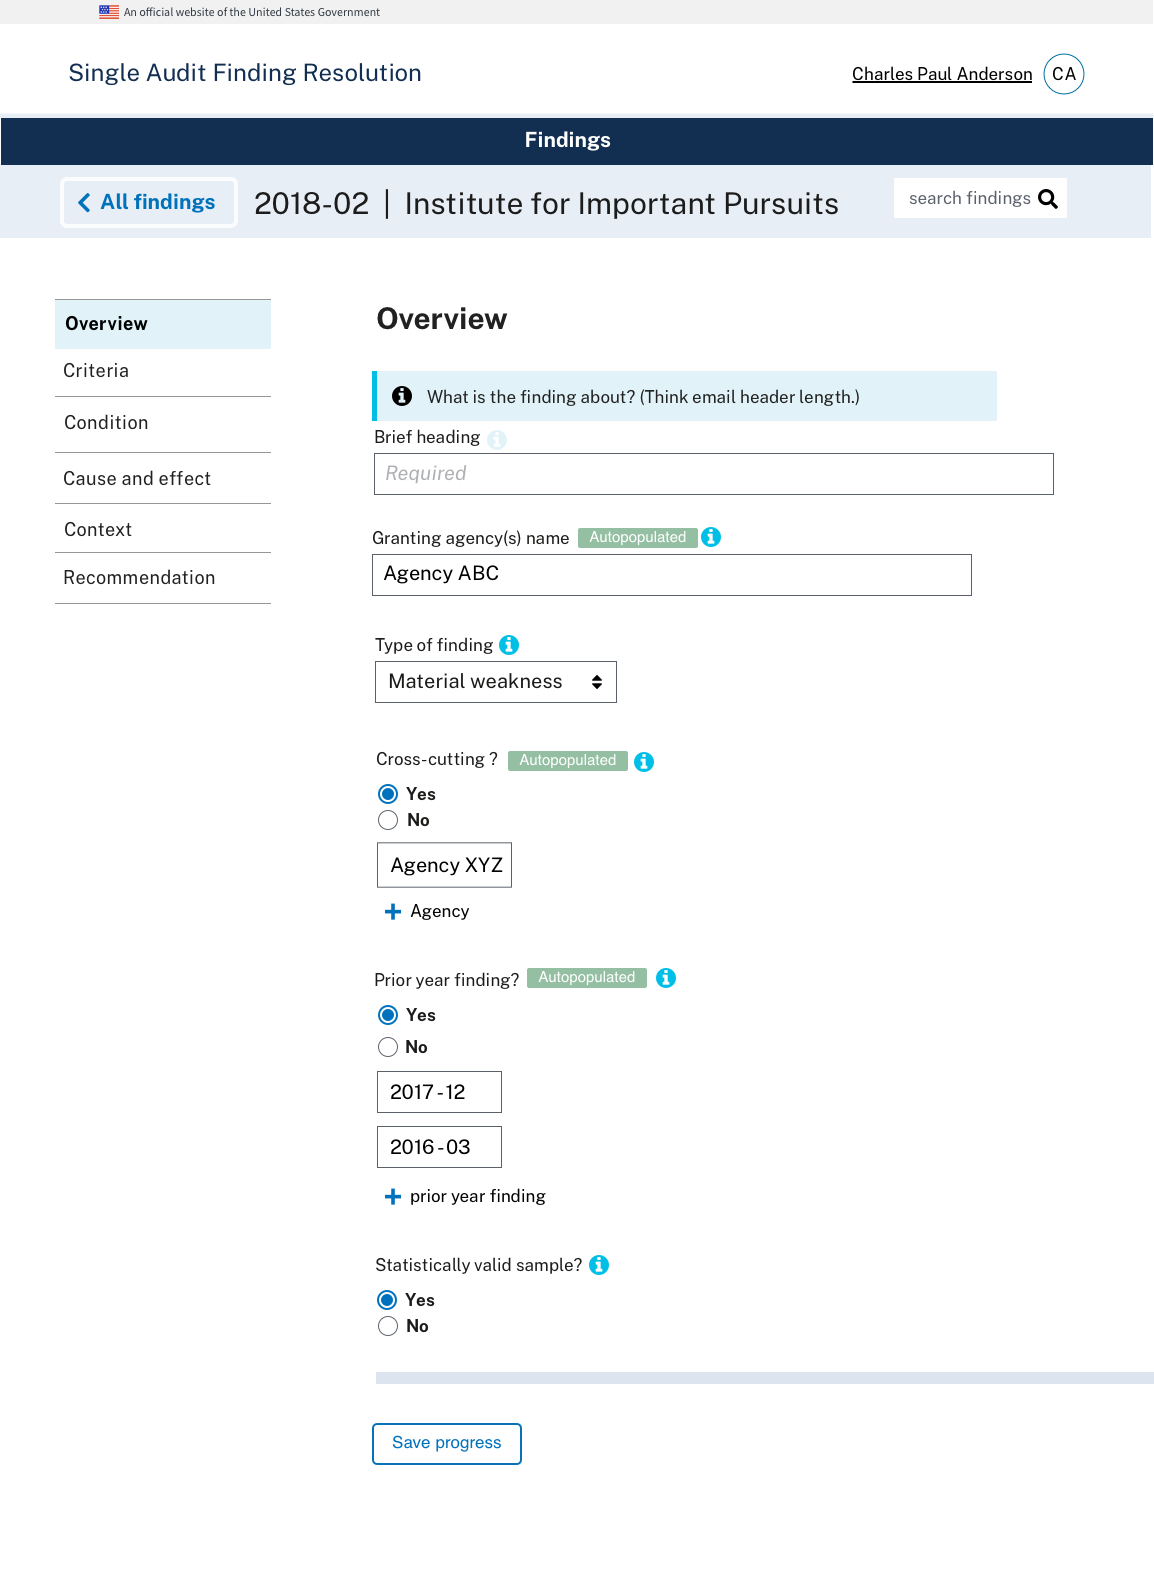 An official website of the United States Government
Single Audit Finding Resolution
Charles Paul Anderson CA
Findings
All findings 2018-02 | Institute for Important Pursuits search findings
Overview
Criteria
Condition
Cause and effect
Context
Recommendation
Overview
What is the finding about? (Think email header length.)
Brief heading
Required
Granting agency(s) name Autopopulated
Agency ABC
Type of finding
Material weakness
Cross-cutting ? Autopopulated
Yes
No
Agency XYZ
+ Agency
Prior year finding? Autopopulated
Yes
No
2017-12
2016-03
+ prior year finding
Statistically valid sample?
Yes
No
Save progress